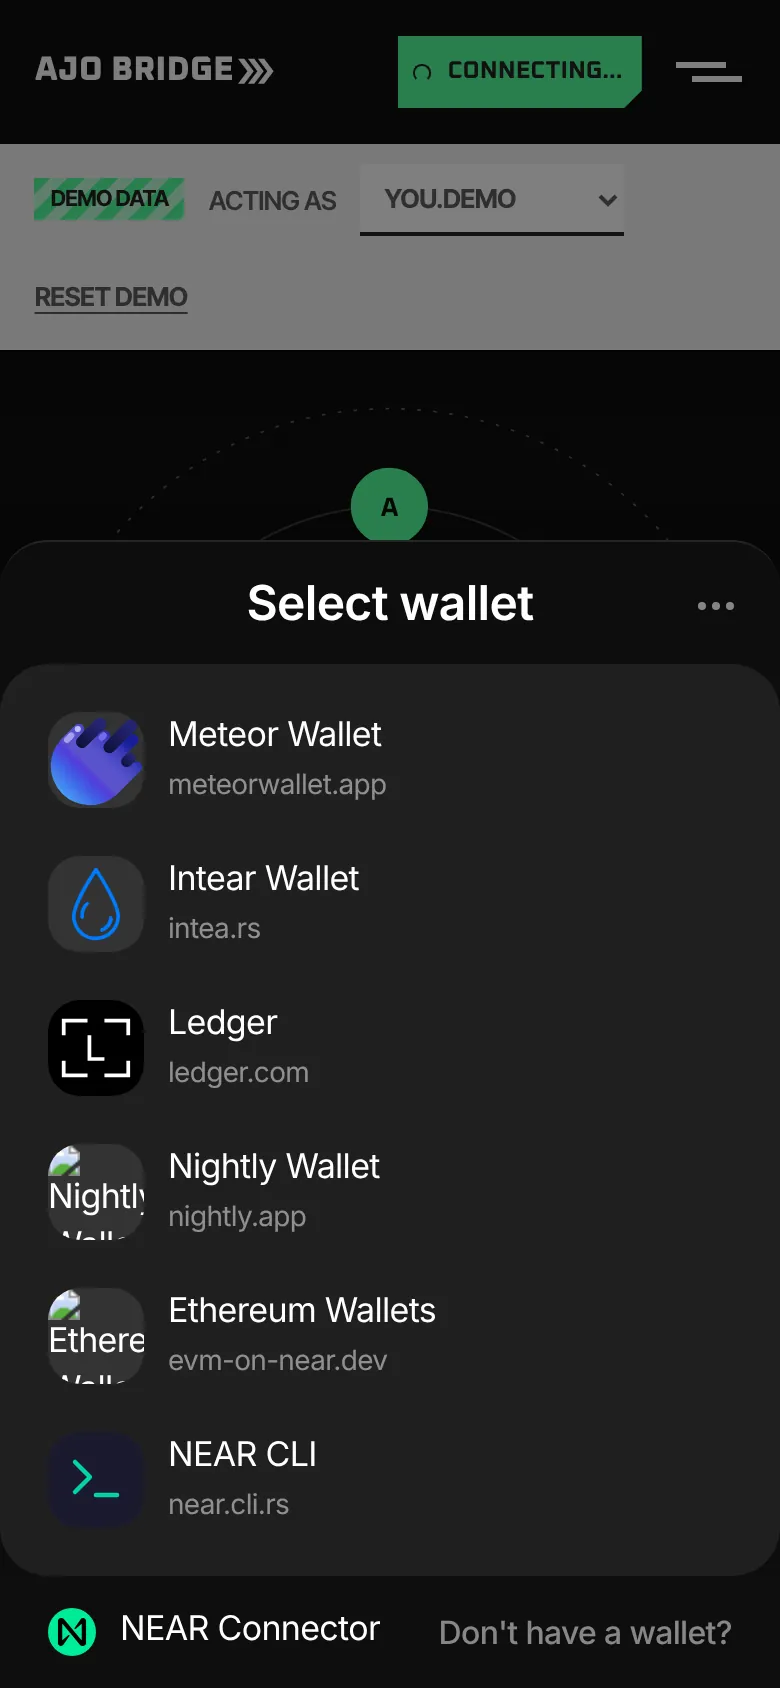 AJO BRIDGE
CONNECTING...
DEMO DATA
ACTING AS
YOU.DEMO
RESET DEMO
A
Select wallet
Meteor Wallet
meteorwallet.app
Intear Wallet
intea.rs
L
Ledger
ledger.com
Nightly
Nightly Wallet
nightly.app
Ethere
Ethereum Wallets
evm-on-near.dev
NEAR CLI
near.cli.rs
NEAR Connector
Don't have a wallet?